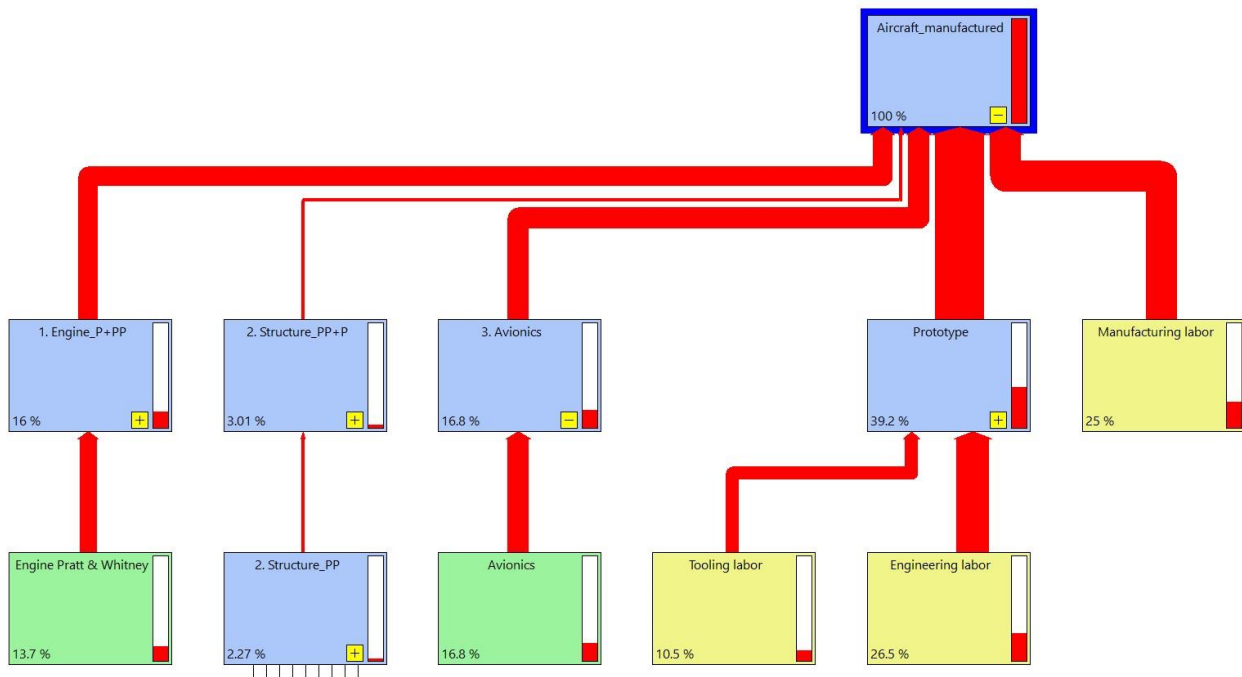 Aircraft_manufactured
100 %
1. Engine_P+PP
16 %
2. Structure_PP+P
3.01 %
3. Avionics
16.8 %
Prototype
39.2 %
Manufacturing labor
25 %
Engine Pratt & Whitney
13.7 %
2. Structure_PP
2.27 %
Avionics
16.8 %
Tooling labor
10.5 %
Engineering labor
26.5 %